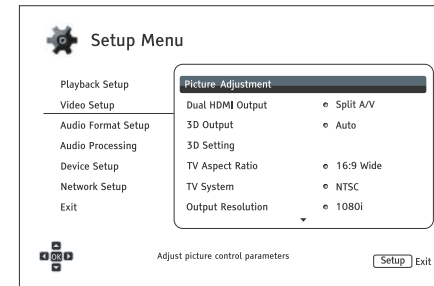 Setup Menu
Playback Setup
Video Setup
Audio Format Setup
Audio Processing
Device Setup
Network Setup
Exit
Picture Adjustment
Dual HDMI Output Split A/V
3D Output Auto
3D Setting
TV Aspect Ratio 16:9 Wide
TV System NTSC
Output Resolution 1080i
OK
Adjust picture control parameters
Setup Exit